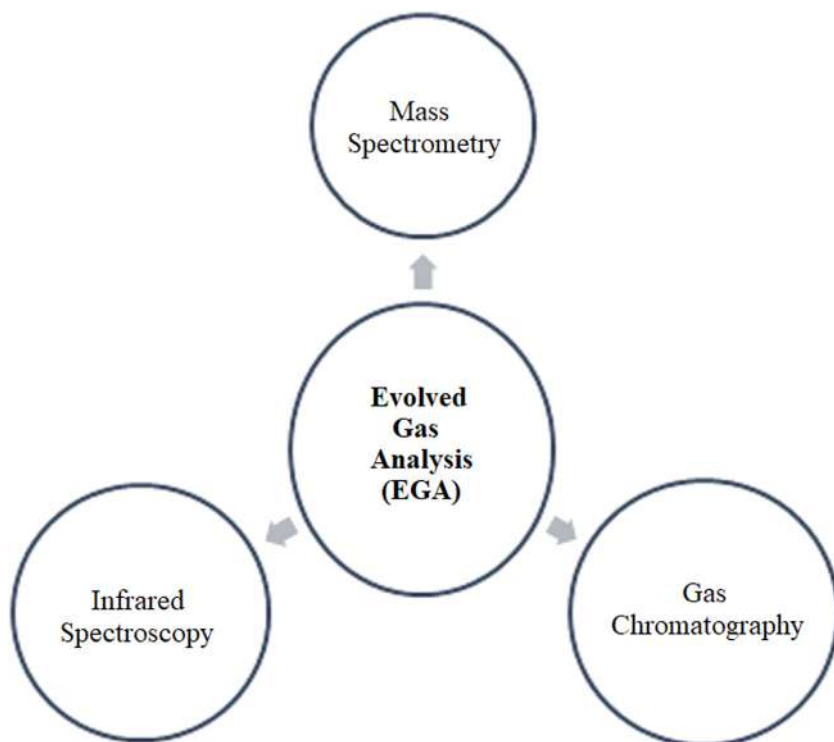 Mass
Spectrometry
Evolved
Gas
Analysis
(EGA)
Infrared
Spectroscopy
Gas
Chromatography